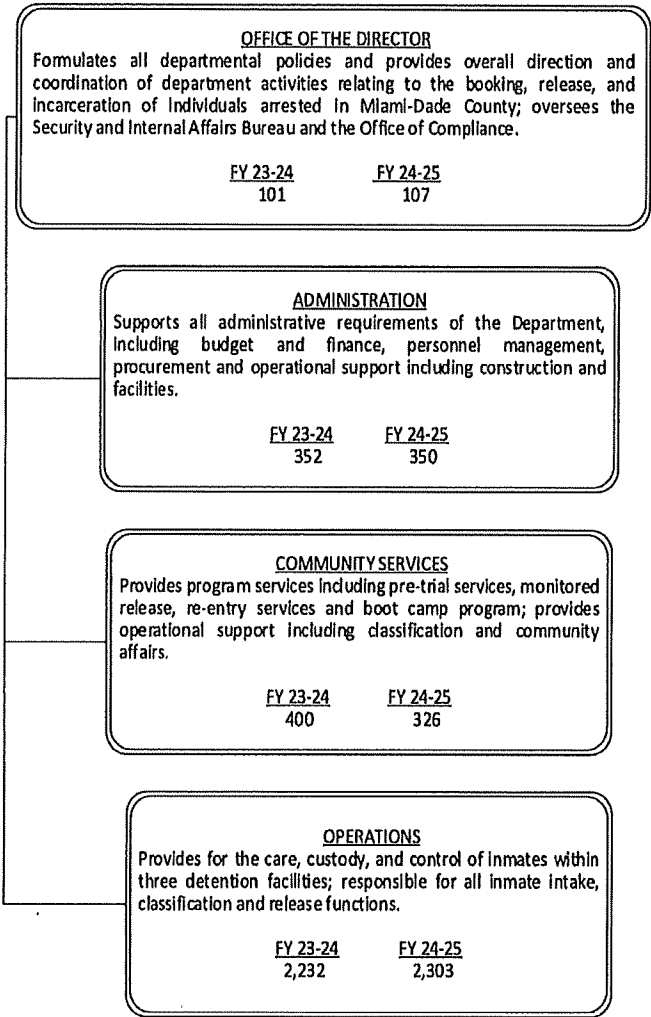 OFFICE OF THE DIRECTOR
Formulates all departmental policies and provides overall direction and
coordination of department activities relating to the booking, release, and
incarceration of individuals arrested in Miami-Dade County; oversees the
Security and Internal Affairs Bureau and the Office of Compliance.
FY 23-24 FY 24-25
101 107
ADMINISTRATION
Supports all administrative requirements of the Department,
including budget and finance, personnel management,
procurement and operational support including construction and
facilities.
FY 23-24 FY 24-25
352 350
COMMUNITY SERVICES
Provides program services including pre-trial services, monitored
release, re-entry services and boot camp program; provides
operational support including classification and community
affairs.
FY 23-24 FY 24-25
400 326
OPERATIONS
Provides for the care, custody, and control of inmates within
three detention facilities; responsible for all inmate intake,
classification and release functions.
FY 23-24 FY 24-25
2,232 2,303